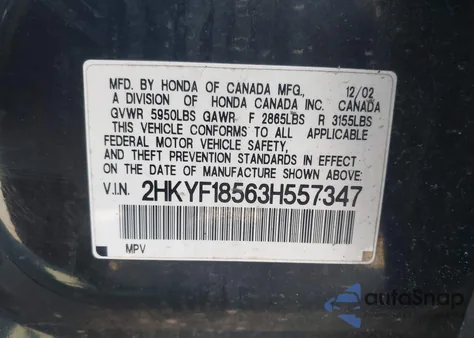 MFD. BY HONDA OF CANADA MFG., 12/02
A DIVISION OF HONDA CANADA INC. CANADA
GVWR 5950LBS GAWR F 2865LBS R 3155LBS
THIS VEHICLE CONFORMS TO ALL APPLICABLE
FEDERAL MOTOR VEHICLE SAFETY,
AND THEFT PREVENTION STANDARDS IN EFFECT
ON THE DATE OF MANUFACTURE SHOWN ABOVE:
V.I.N. 2HKYF18563H557347
MPV
autoSnap